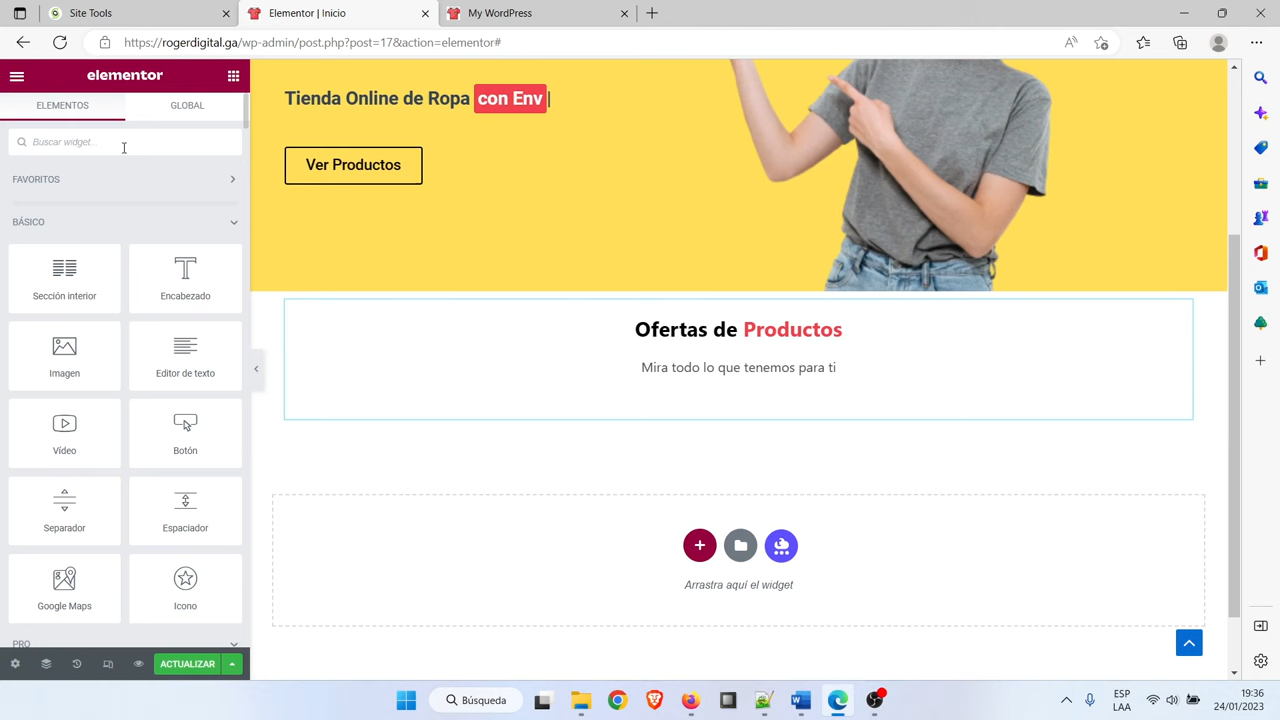 Site Tools
Elementor | Inicio
My WordPress
https://rogerdigital.ga/wp-admin/post.php?post=17&action=elementor#
elementor
ELEMENTOS
GLOBAL
Buscar widget...
FAVORITOS
BÁSICO
Sección interior
Encabezado
Imagen
Editor de texto
Vídeo
Botón
Separador
Espaciador
Google Maps
Icono
PRO
ACTUALIZAR
Tienda Online de Ropa con Env
Ver Productos
Ofertas de Productos
Mira todo lo que tenemos para ti
Arrastra aquí el widget
Búsqueda
ESP
LAA
19:36
24/01/2023